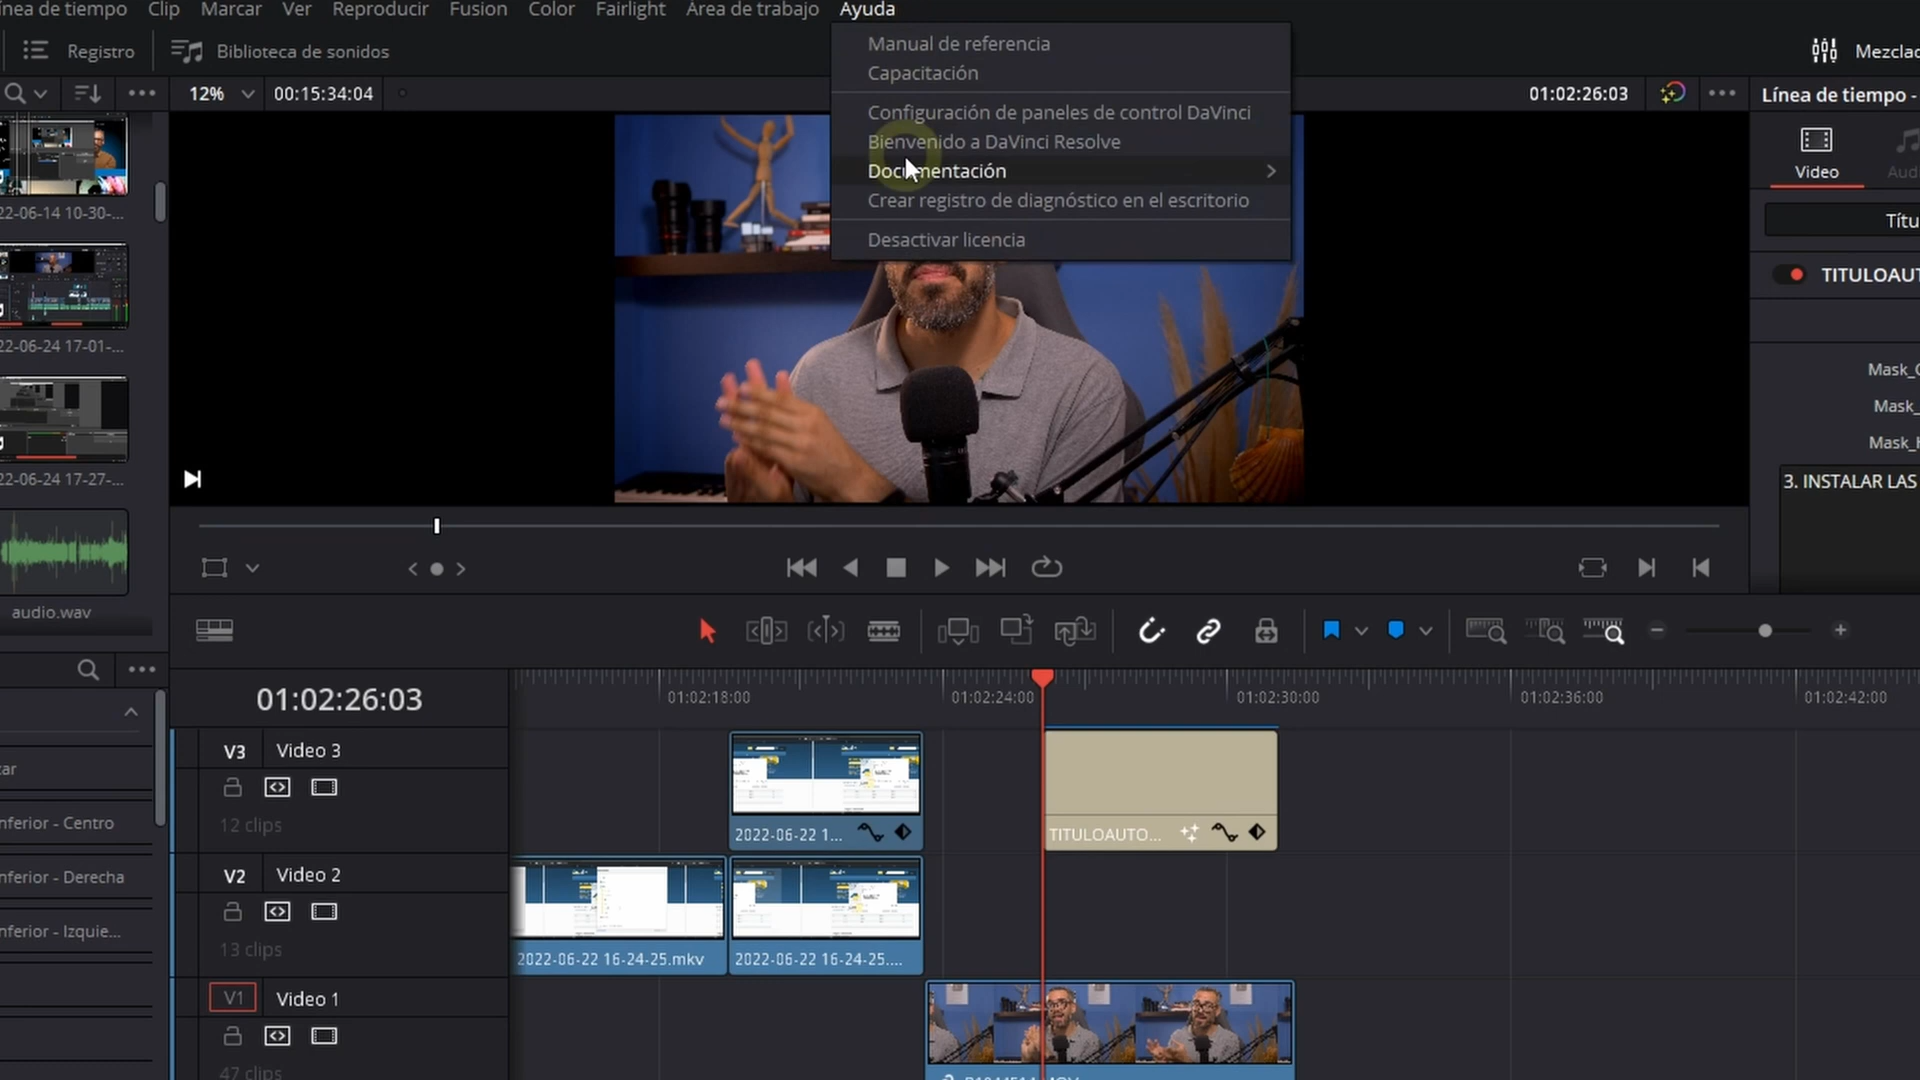 ínea de tiempo Clip Marcar Ver Reproducir Fusion Color Fairlight Área de trabajo Ayuda
Registro Biblioteca de sonidos Mezclad
12% 00:15:34:04 01:02:26:03 Línea de tiempo -
Manual de referencia
Capacitación
Configuración de paneles de control DaVinci
Bienvenido a DaVinci Resolve
Documentación
Crear registro de diagnóstico en el escritorio
Desactivar licencia
Video Audi
Títu
TITULOAUT
Mask_
Mask_
Mask_
3. INSTALAR LAS
22-06-14 10-30-...
22-06-24 17-01-...
22-06-24 17-27-...
audio.wav
01:02:26:03
01:02:18:00 01:02:24:00 01:02:30:00 01:02:36:00 01:02:42:00
ar
nferior - Centro
nferior - Derecha
nferior - Izquie...
V3 Video 3
12 clips
2022-06-22 1...
TITULOAUTO...
V2 Video 2
13 clips
2022-06-22 16-24-25.mkv
2022-06-22 16-24-25....
V1 Video 1
47 clips